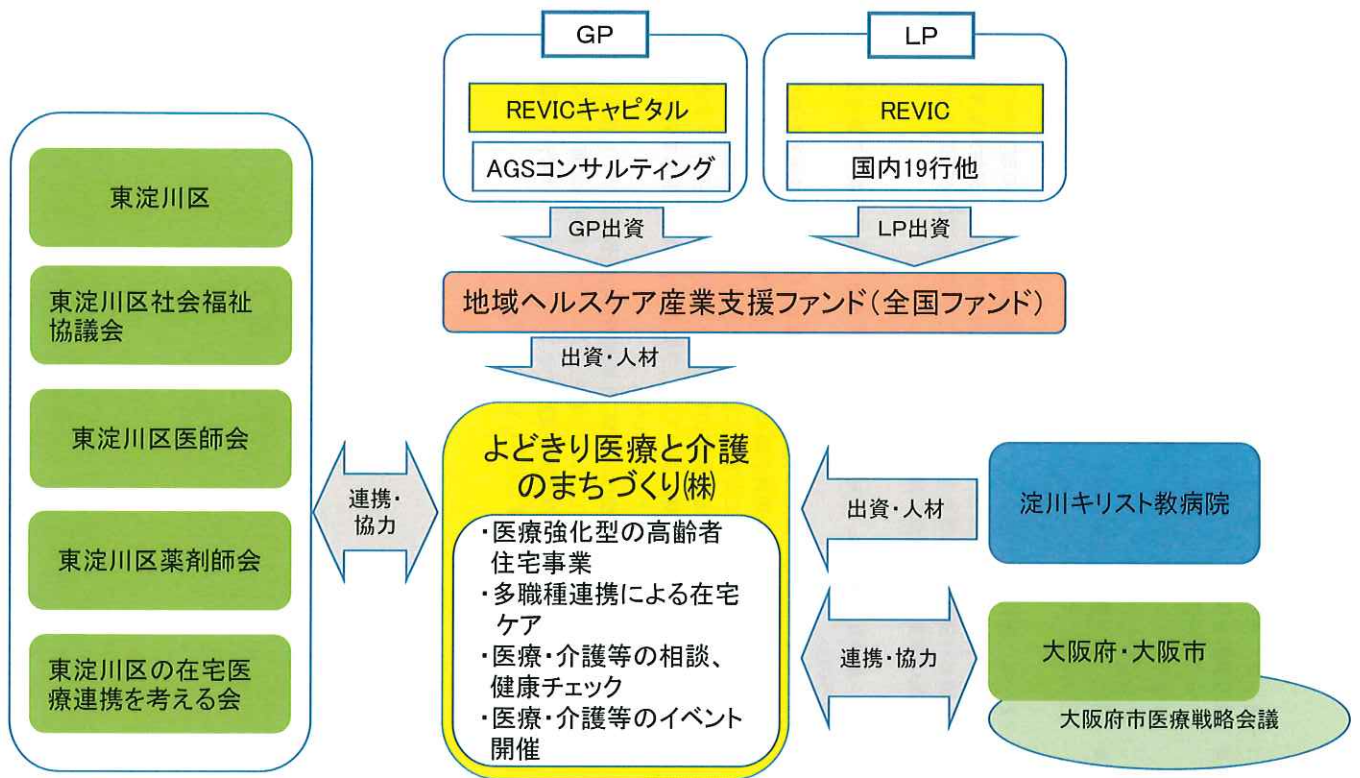 GP
REVICキャピタル
AGSコンサルティング
LP
REVIC
国内19行他
GP出資
LP出資
地域ヘルスケア産業支援ファンド(全国ファンド)
出資・人材
東淀川区
東淀川区社会福祉
協議会
東淀川区医師会
東淀川区薬剤師会
東淀川区の在宅医
療連携を考える会
連携・
協力
よどきり医療と介護
のまちづくり㈱
・医療強化型の高齢者
住宅事業
・多職種連携による在宅
ケア
・医療・介護等の相談、
健康チェック
・医療・介護等のイベント
開催
出資・人材
淀川キリスト教病院
連携・協力
大阪府・大阪市
大阪府市医療戦略会議